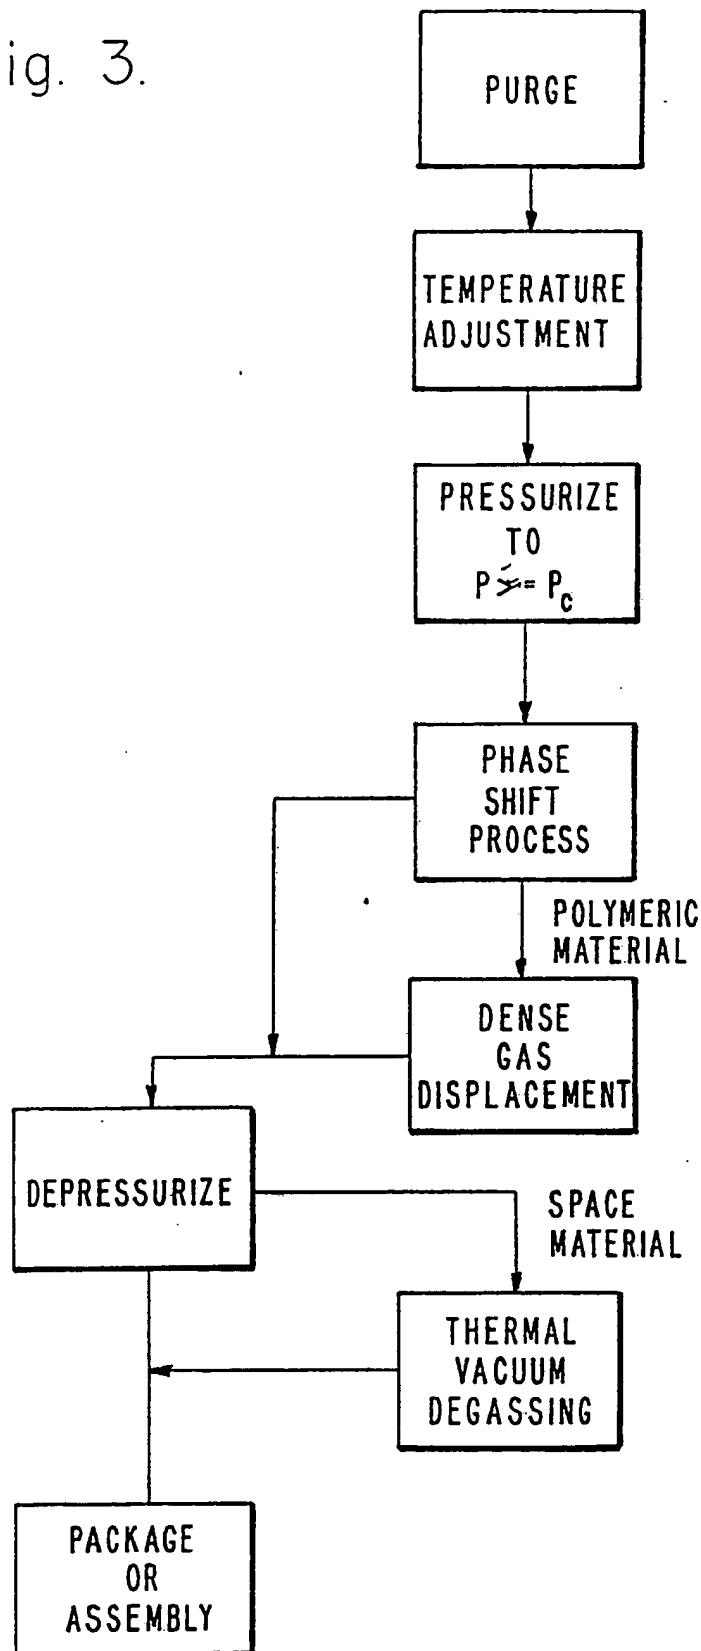 ig. 3.
PURGE
TEMPERATURE
ADJUSTMENT
PRESSURIZE
TO
P >= Pc
PHASE
SHIFT
PROCESS
POLYMERIC
MATERIAL
DENSE
GAS
DISPLACEMENT
DEPRESSURIZE
SPACE
MATERIAL
THERMAL
VACUUM
DEGASSING
PACKAGE
OR
ASSEMBLY